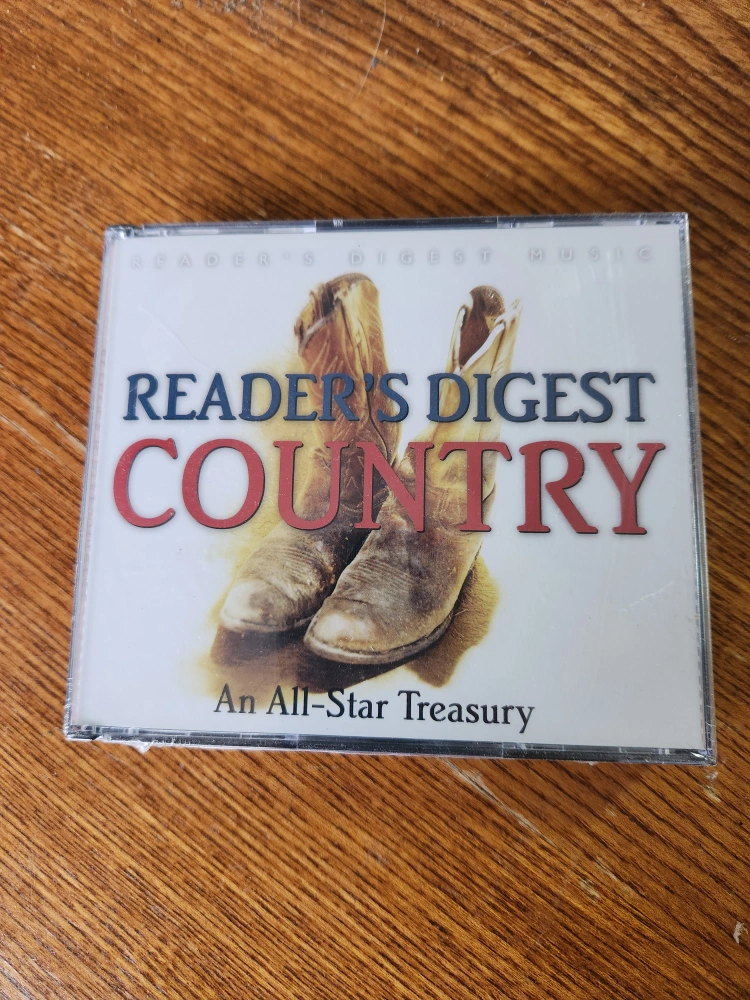 READER'S DIGEST MUSIC
READER'S DIGEST
COUNTRY
An All-Star Treasury